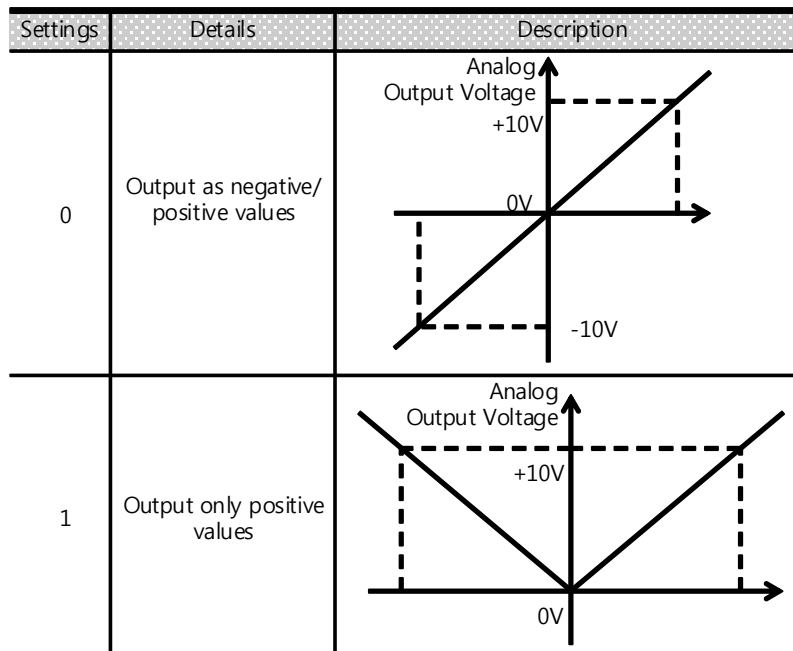 Settings Details Description
Analog
Output Voltage
+10V
0V
-10V
0
Output as negative/
positive values
Analog
Output Voltage
+10V
0V
1
Output only positive
values